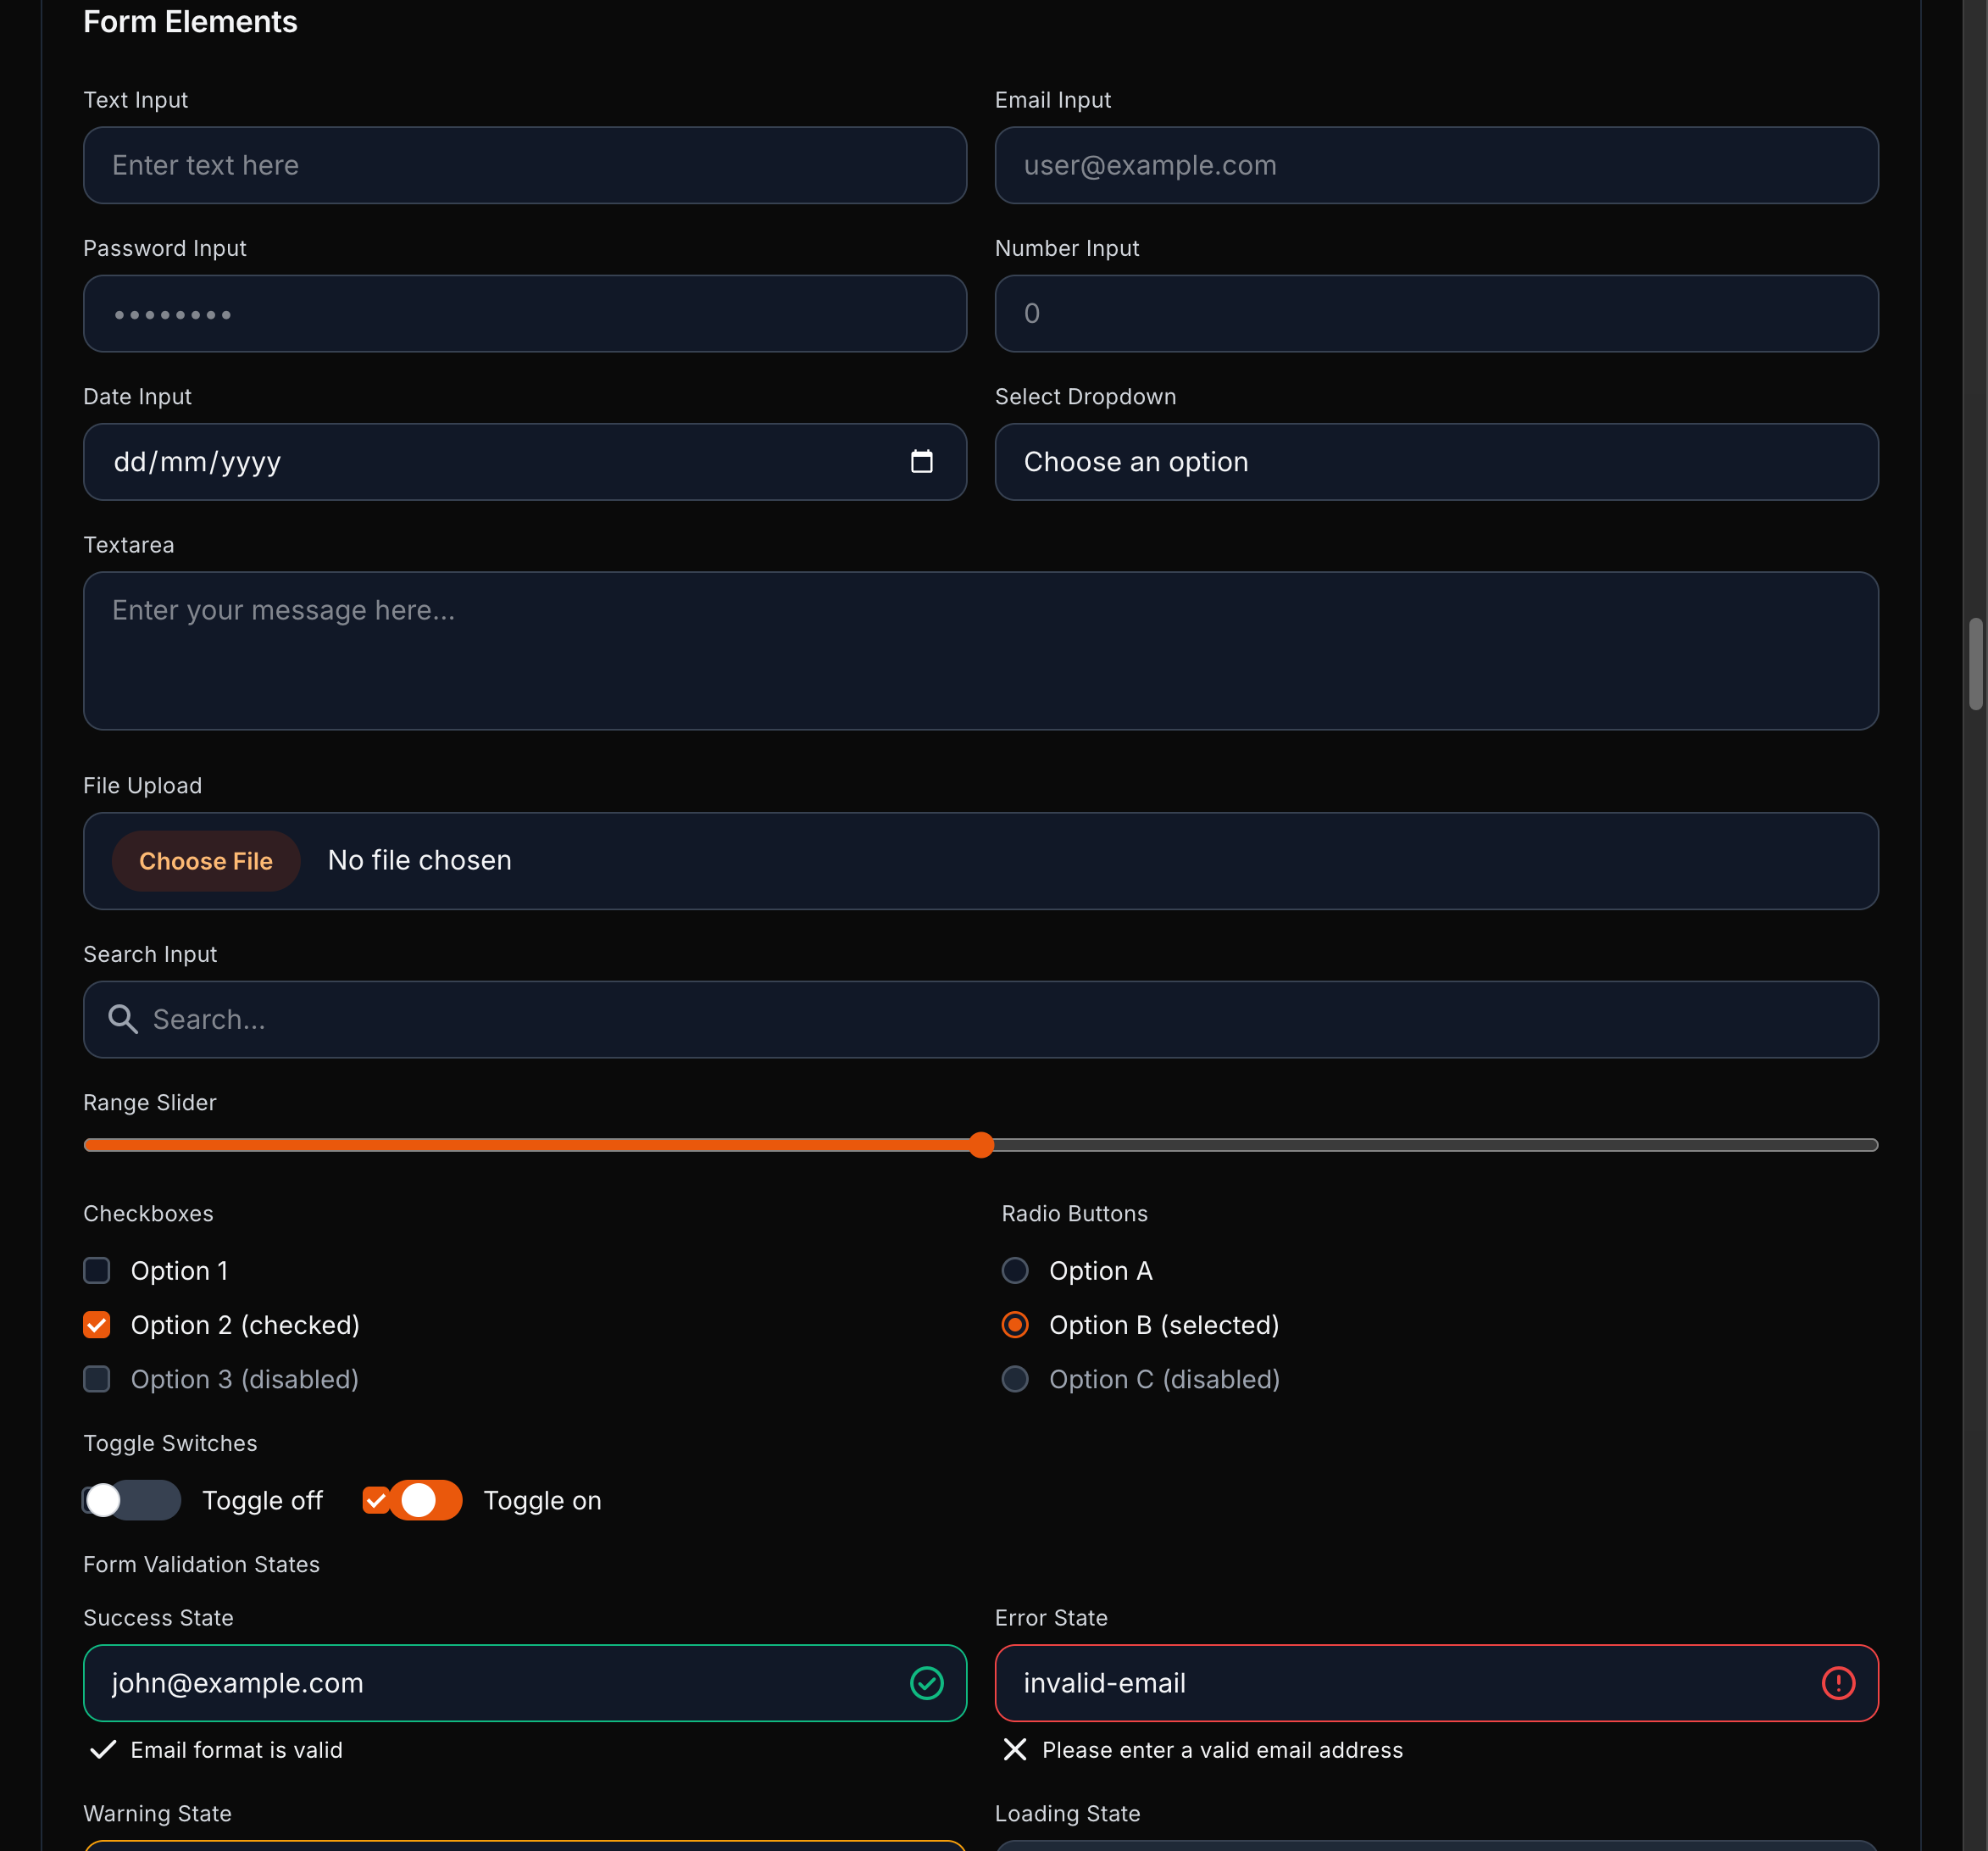 Form Elements
Text Input
Email Input
Enter text here
user@example.com
Password Input
Number Input
••••••••
0
Date Input
Select Dropdown
dd/mm/yyyy
Choose an option
Textarea
Enter your message here...
File Upload
Choose File No file chosen
Search Input
Search...
Range Slider
Checkboxes
Radio Buttons
Option 1
Option A
Option 2 (checked)
Option B (selected)
Option 3 (disabled)
Option C (disabled)
Toggle Switches
Toggle off
Toggle on
Form Validation States
Success State
Error State
john@example.com
invalid-email
Email format is valid
Please enter a valid email address
Warning State
Loading State